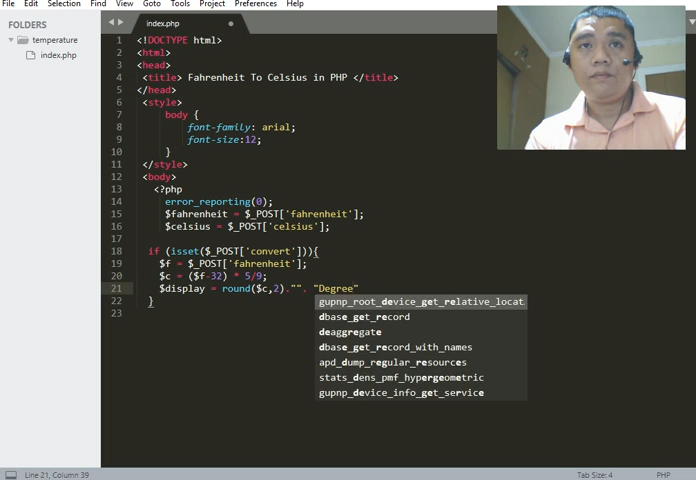 File Edit Selection Find View Goto Tools Project Preferences Help
FOLDERS
temperature
index.php
index.php
1 <!DOCTYPE html>
2 <html>
3 <head>
4 <title> Fahrenheit To Celsius in PHP </title>
5 </head>
6 <style>
7 body {
8 font-family: arial;
9 font-size:12;
10 }
11 </style>
12 <body>
13 <?php
14 error_reporting(0);
15 $fahrenheit = $_POST['fahrenheit'];
16 $celsius = $_POST['celsius'];
17
18 if (isset($_POST['convert'])){
19 $f = $_POST['fahrenheit'];
20 $c = ($f-32) * 5/9;
21 $display = round($c,2)."". "Degree"
22 }
23
gupnp_root_device_get_relative_locat
dbase_get_record
deaggregate
dbase_get_record_with_names
apd_dump_regular_resources
stats_dens_pmf_hypergeometric
gupnp_device_info_get_service
Line 21, Column 39 Tab Size: 4 PHP